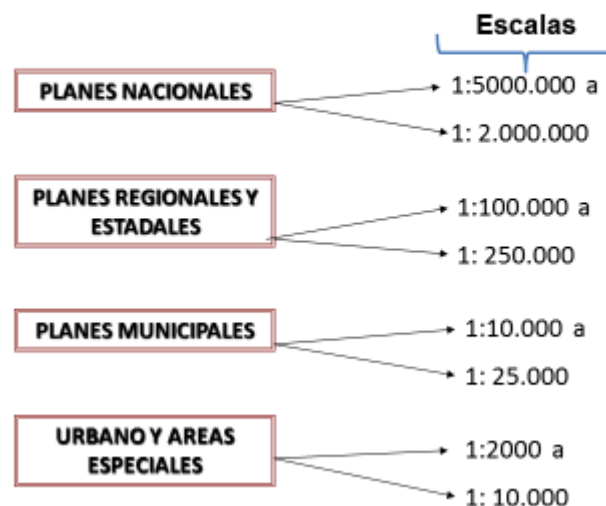 Escalas
PLANES NACIONALES
1:5000.000 a
1: 2.000.000
PLANES REGIONALES Y
ESTADALES
1:100.000 a
1: 250.000
PLANES MUNICIPALES
1:10.000 a
1: 25.000
URBANO Y AREAS
ESPECIALES
1:2000 a
1: 10.000